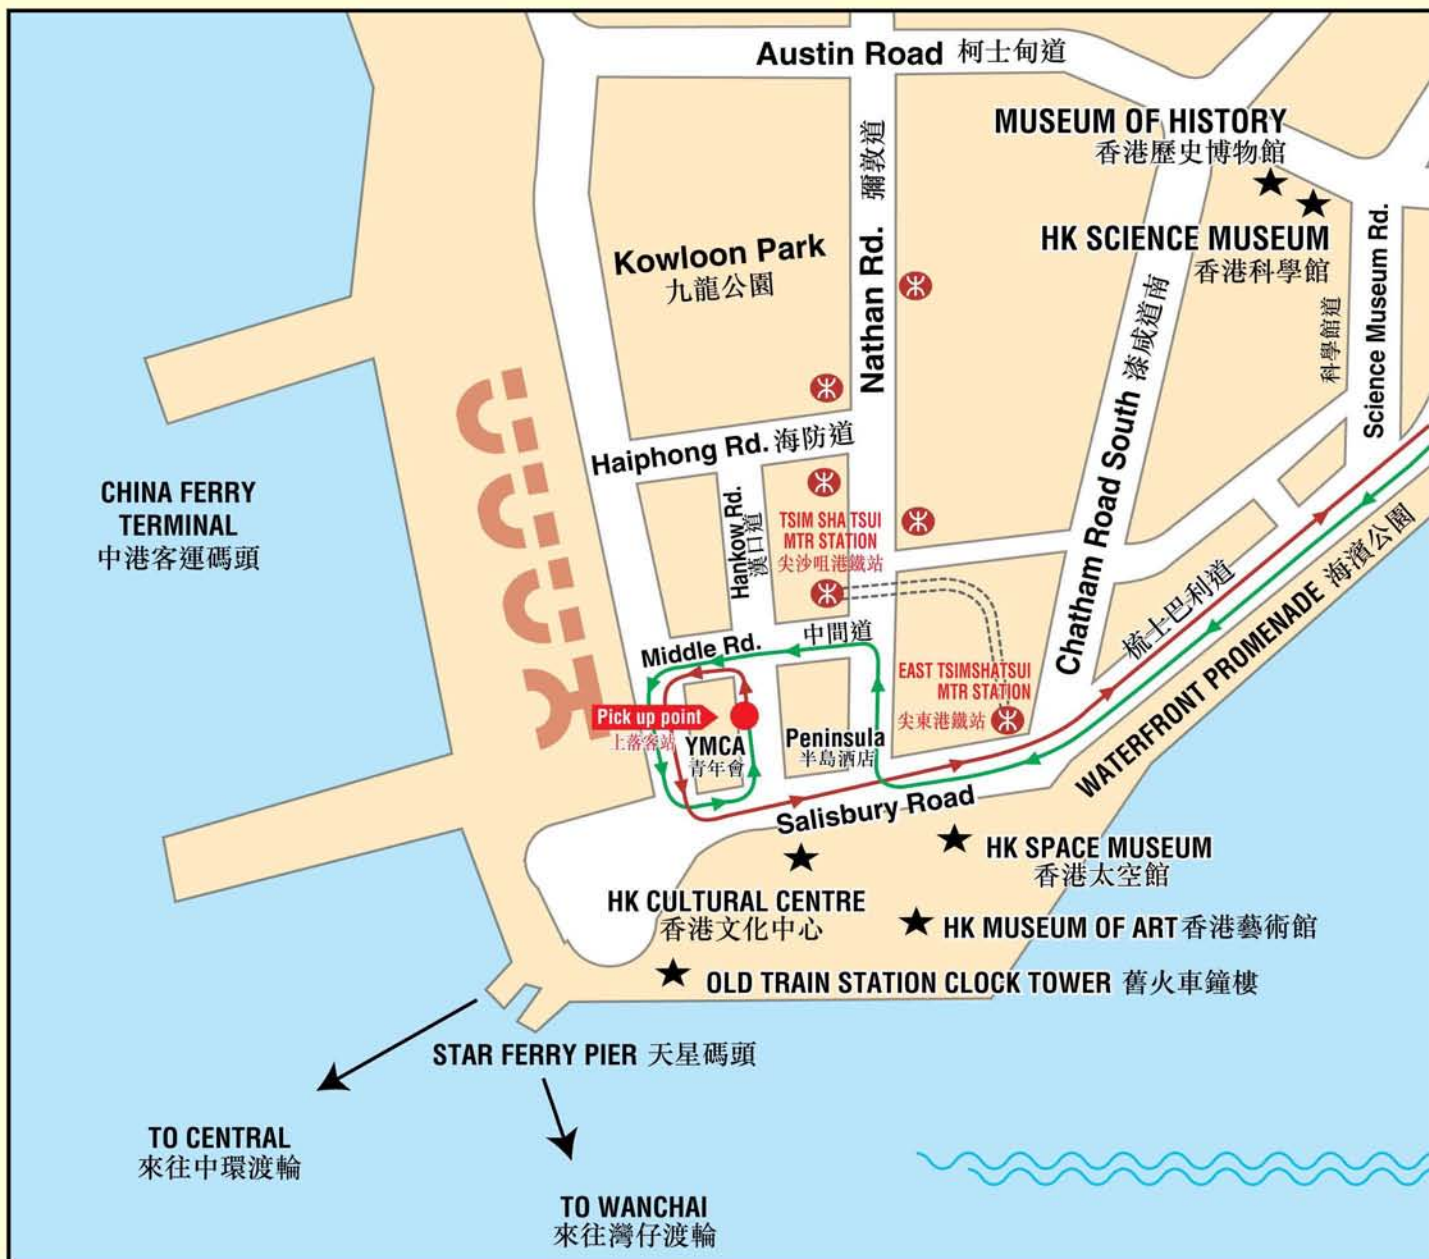 Austin Road 柯士甸道
MUSEUM OF HISTORY
香港歷史博物館
彌敦道
Nathan Rd.
Kowloon Park
九龍公園
HK SCIENCE MUSEUM
香港科學館
Science Museum Rd.
科學館道
Chatham Road South 漆咸道南
Haiphong Rd. 海防道
Hankow Rd.
漢口道
CHINA FERRY
TERMINAL
中港客運碼頭
TSIM SHA TSUI
MTR STATION
尖沙咀港鐵站
Middle Rd. 中間道
EAST TSIMSHATSUI
MTR STATION
尖東港鐵站
梳士巴利道
WATERFRONT PROMENADE 海濱公園
Pick up point
上落客站
YMCA
青年會
Peninsula
半島酒店
Salisbury Road
HK SPACE MUSEUM
香港太空館
HK CULTURAL CENTRE
香港文化中心
HK MUSEUM OF ART 香港藝術館
OLD TRAIN STATION CLOCK TOWER 舊火車鐘樓
STAR FERRY PIER 天星碼頭
TO CENTRAL
來往中環渡輪
TO WANCHAI
來往灣仔渡輪